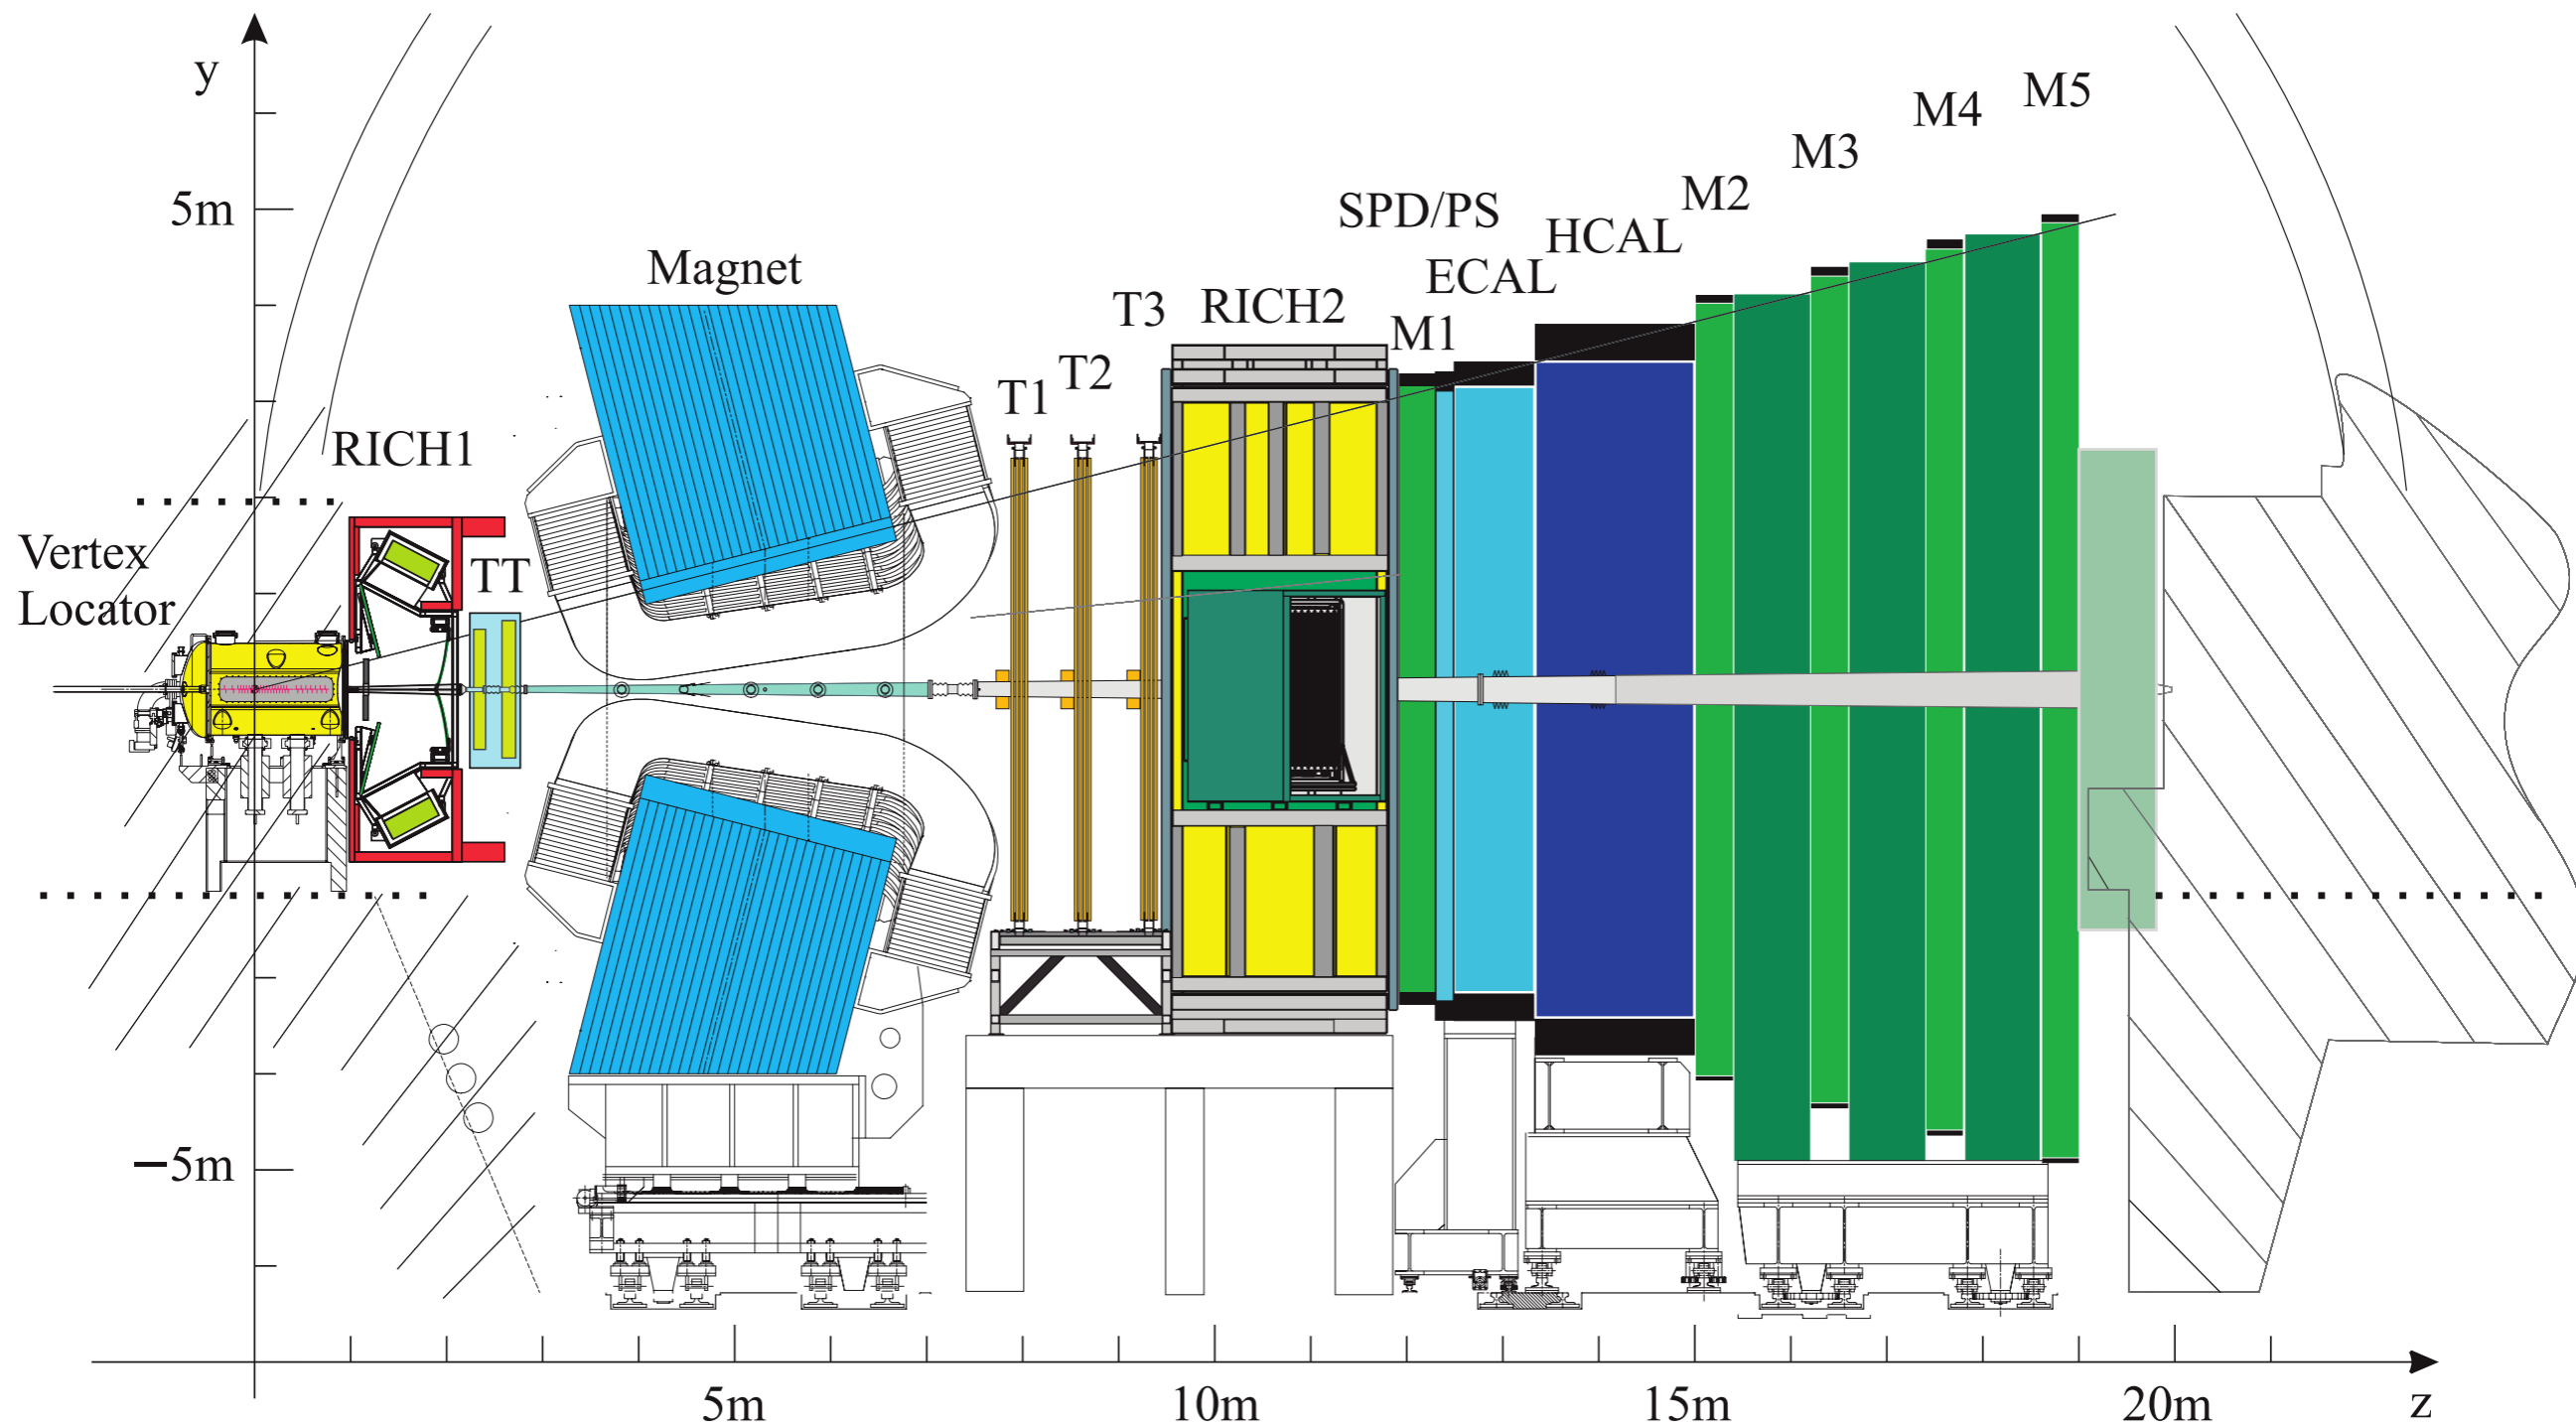 y
5m
Magnet
RICH1
Vertex
Locator
TT
T1
T2
T3
RICH2
M1
SPD/PS
ECAL
HCAL
M2
M3
M4
M5
−5m
5m
10m
15m
20m
z